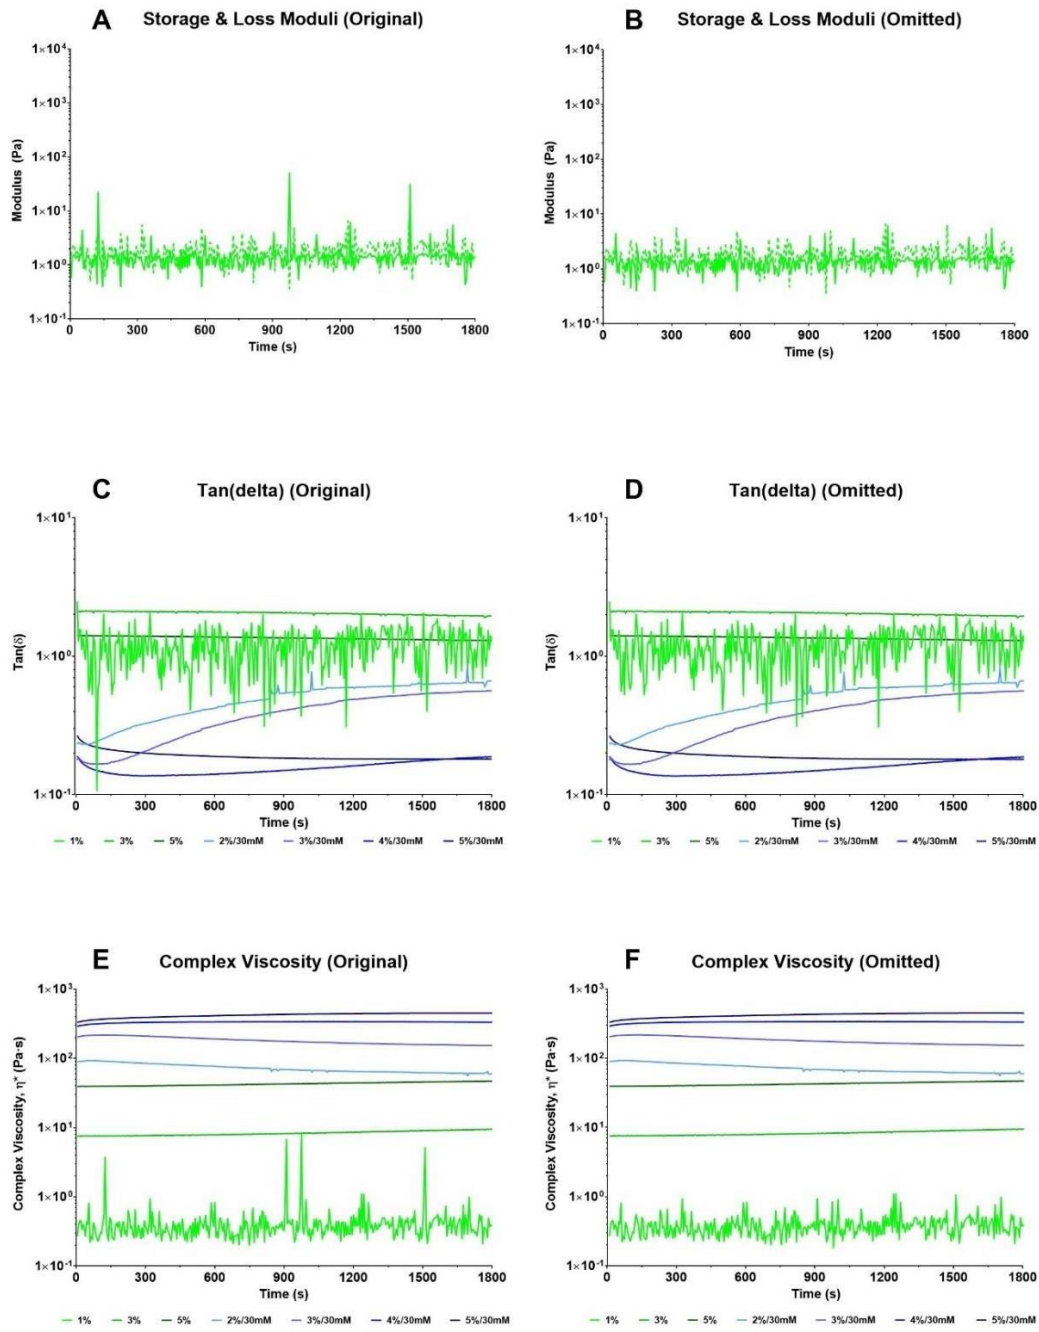 A Storage & Loss Moduli (Original)
1×10⁴
1×10³
1×10²
1×10¹
1×10⁰
1×10⁻¹
Modulus (Pa)
0 300 600 900 1200 1500 1800
Time (s)
B Storage & Loss Moduli (Omitted)
1×10⁴
1×10³
1×10²
1×10¹
1×10⁰
1×10⁻¹
Modulus (Pa)
0 300 600 900 1200 1500 1800
Time (s)
C Tan(delta) (Original)
1×10¹
1×10⁰
1×10⁻¹
Tan(δ)
0 300 600 900 1200 1500 1800
Time (s)
1% 3% 5% 2%/30mM 3%/30mM 4%/30mM 5%/30mM
D Tan(delta) (Omitted)
1×10¹
1×10⁰
1×10⁻¹
Tan(δ)
0 300 600 900 1200 1500 1800
Time (s)
1% 3% 5% 2%/30mM 3%/30mM 4%/30mM 5%/30mM
E Complex Viscosity (Original)
1×10³
1×10²
1×10¹
1×10⁰
1×10⁻¹
Complex Viscosity, η* (Pa·s)
0 300 600 900 1200 1500 1800
Time (s)
1% 3% 5% 2%/30mM 3%/30mM 4%/30mM 5%/30mM
F Complex Viscosity (Omitted)
1×10³
1×10²
1×10¹
1×10⁰
1×10⁻¹
Complex Viscosity, η* (Pa·s)
0 300 600 900 1200 1500 1800
Time (s)
1% 3% 5% 2%/30mM 3%/30mM 4%/30mM 5%/30mM